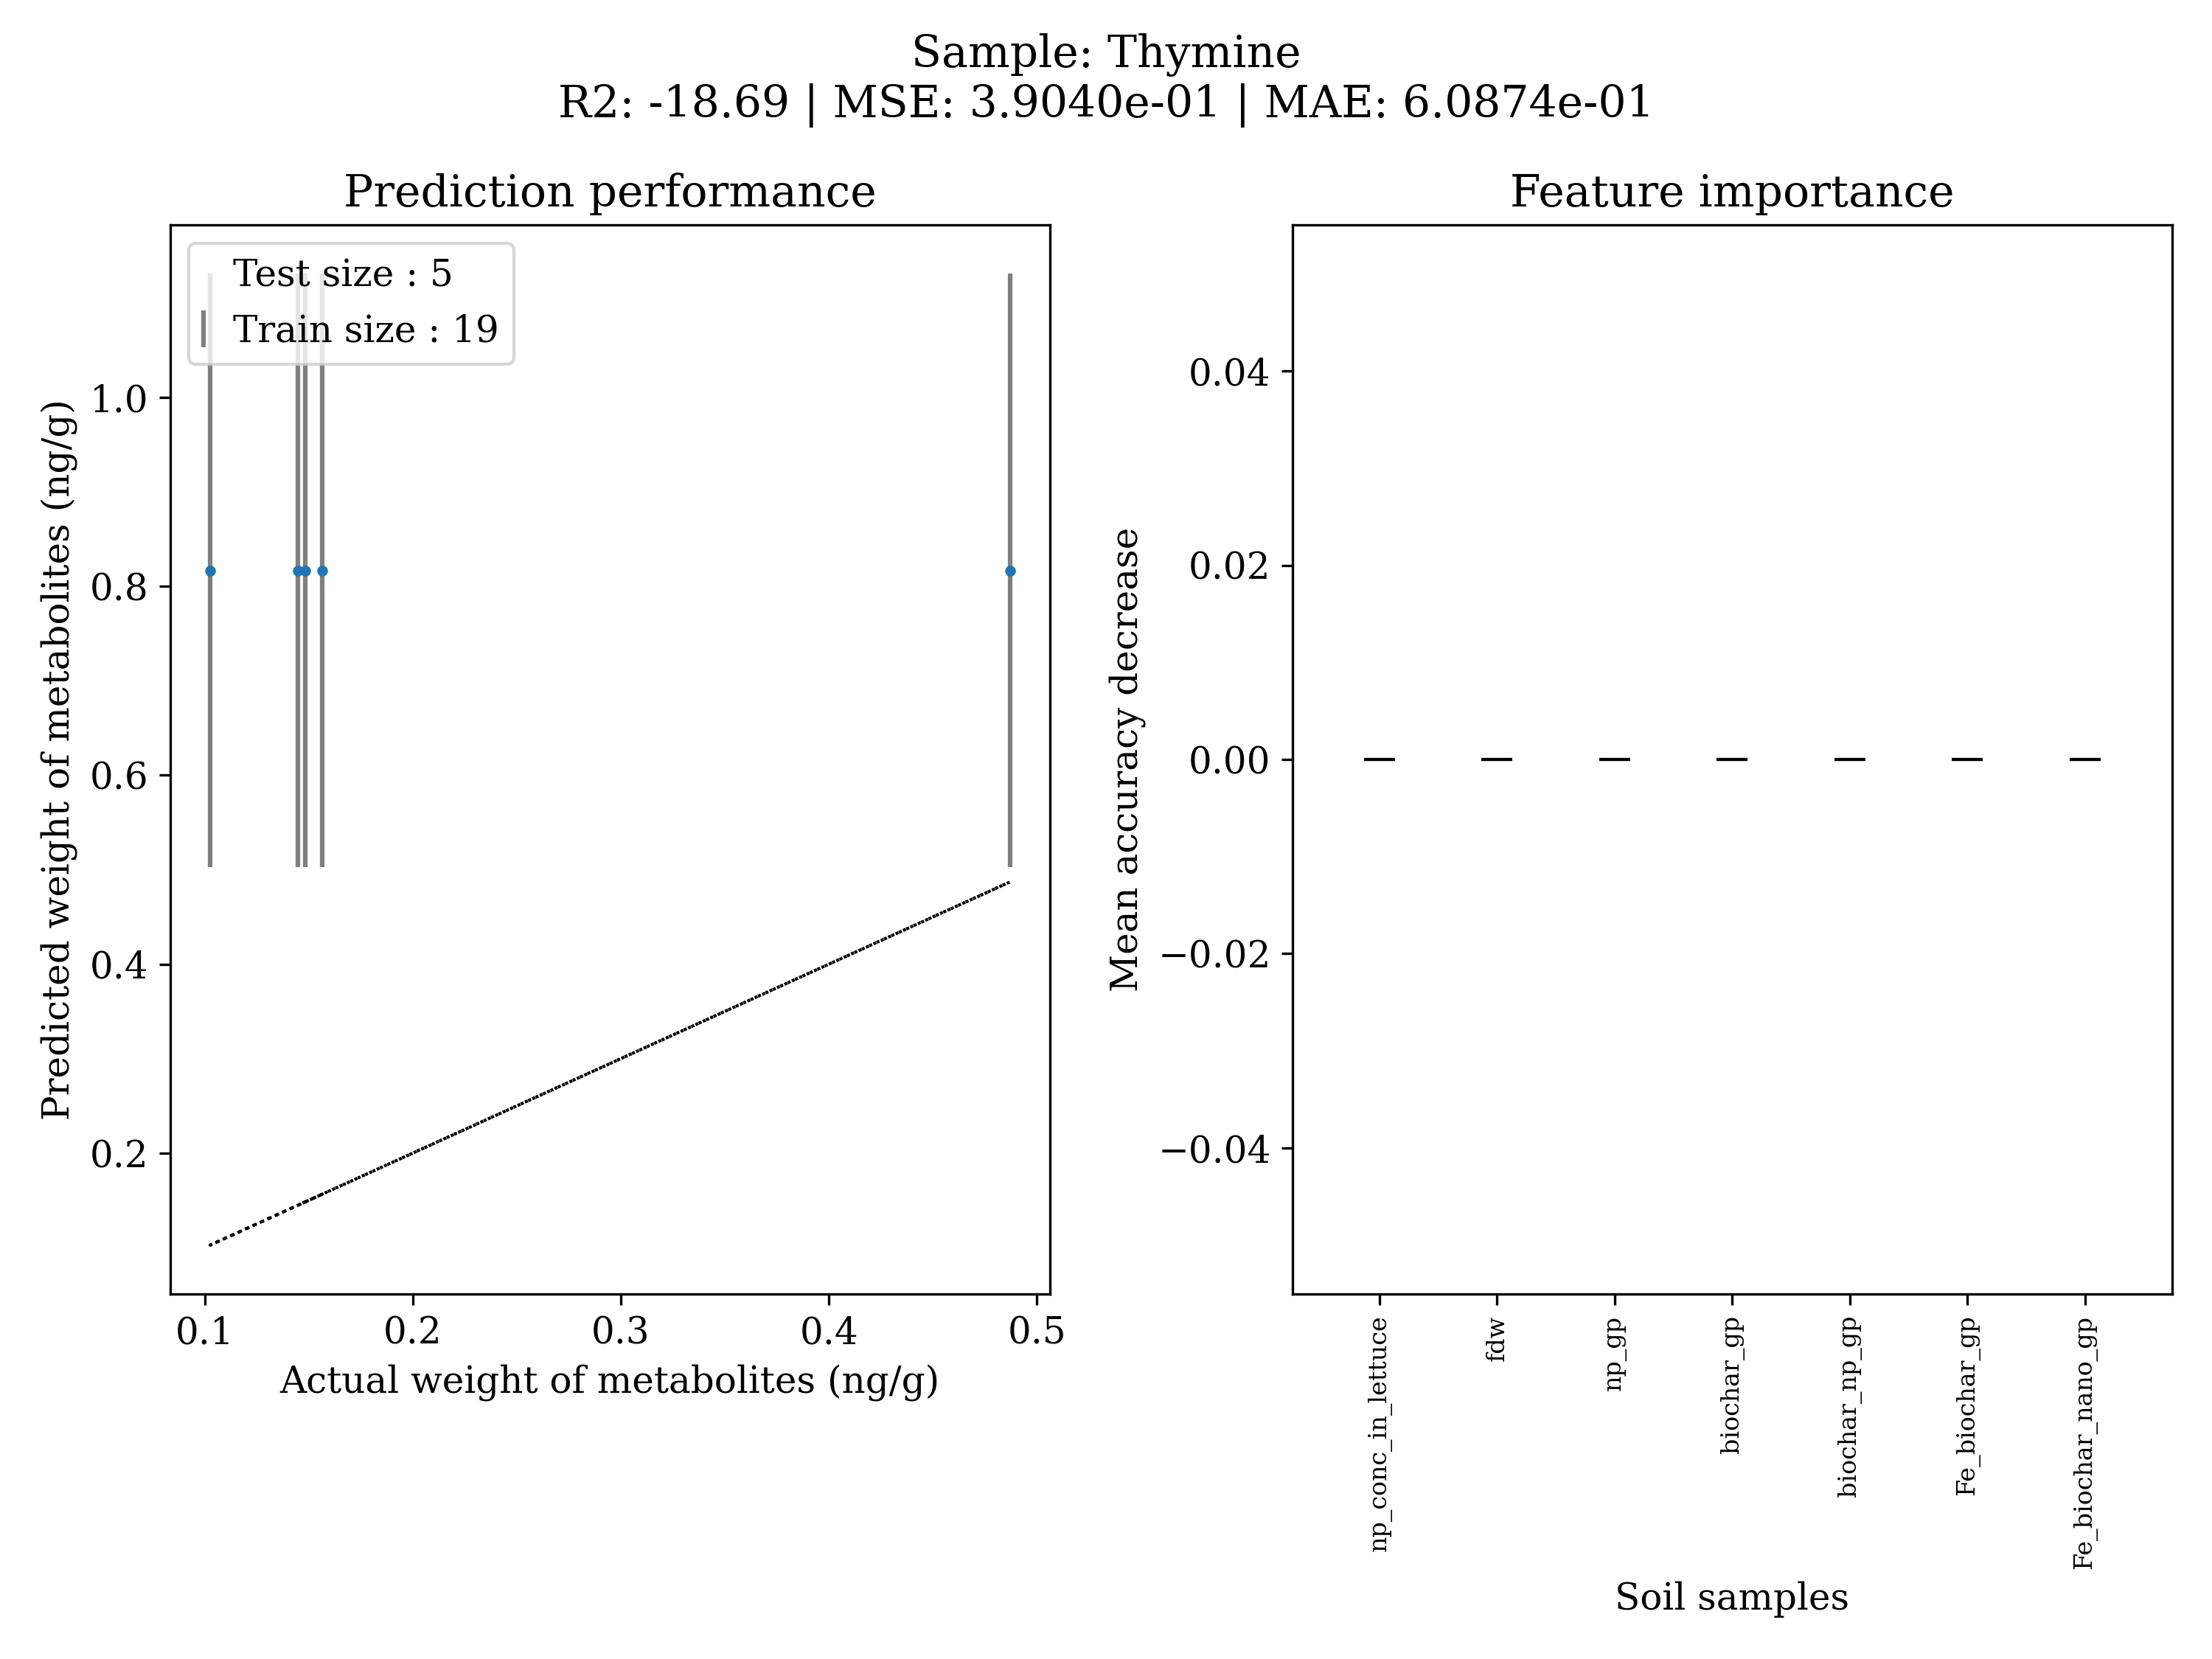 Sample: Thymine
R2: -18.69 | MSE: 3.9040e-01 | MAE: 6.0874e-01
Prediction performance
Test size : 5
Train size : 19
1.0
0.8
0.6
0.4
0.2
Predicted weight of metabolites (ng/g)
0.1 0.2 0.3 0.4 0.5
Actual weight of metabolites (ng/g)
Feature importance
0.04
0.02
0.00
−0.02
−0.04
Mean accuracy decrease
np_conc_in_lettuce
fdw
np_gp
biochar_gp
biochar_np_gp
Fe_biochar_gp
Fe_biochar_nano_gp
Soil samples